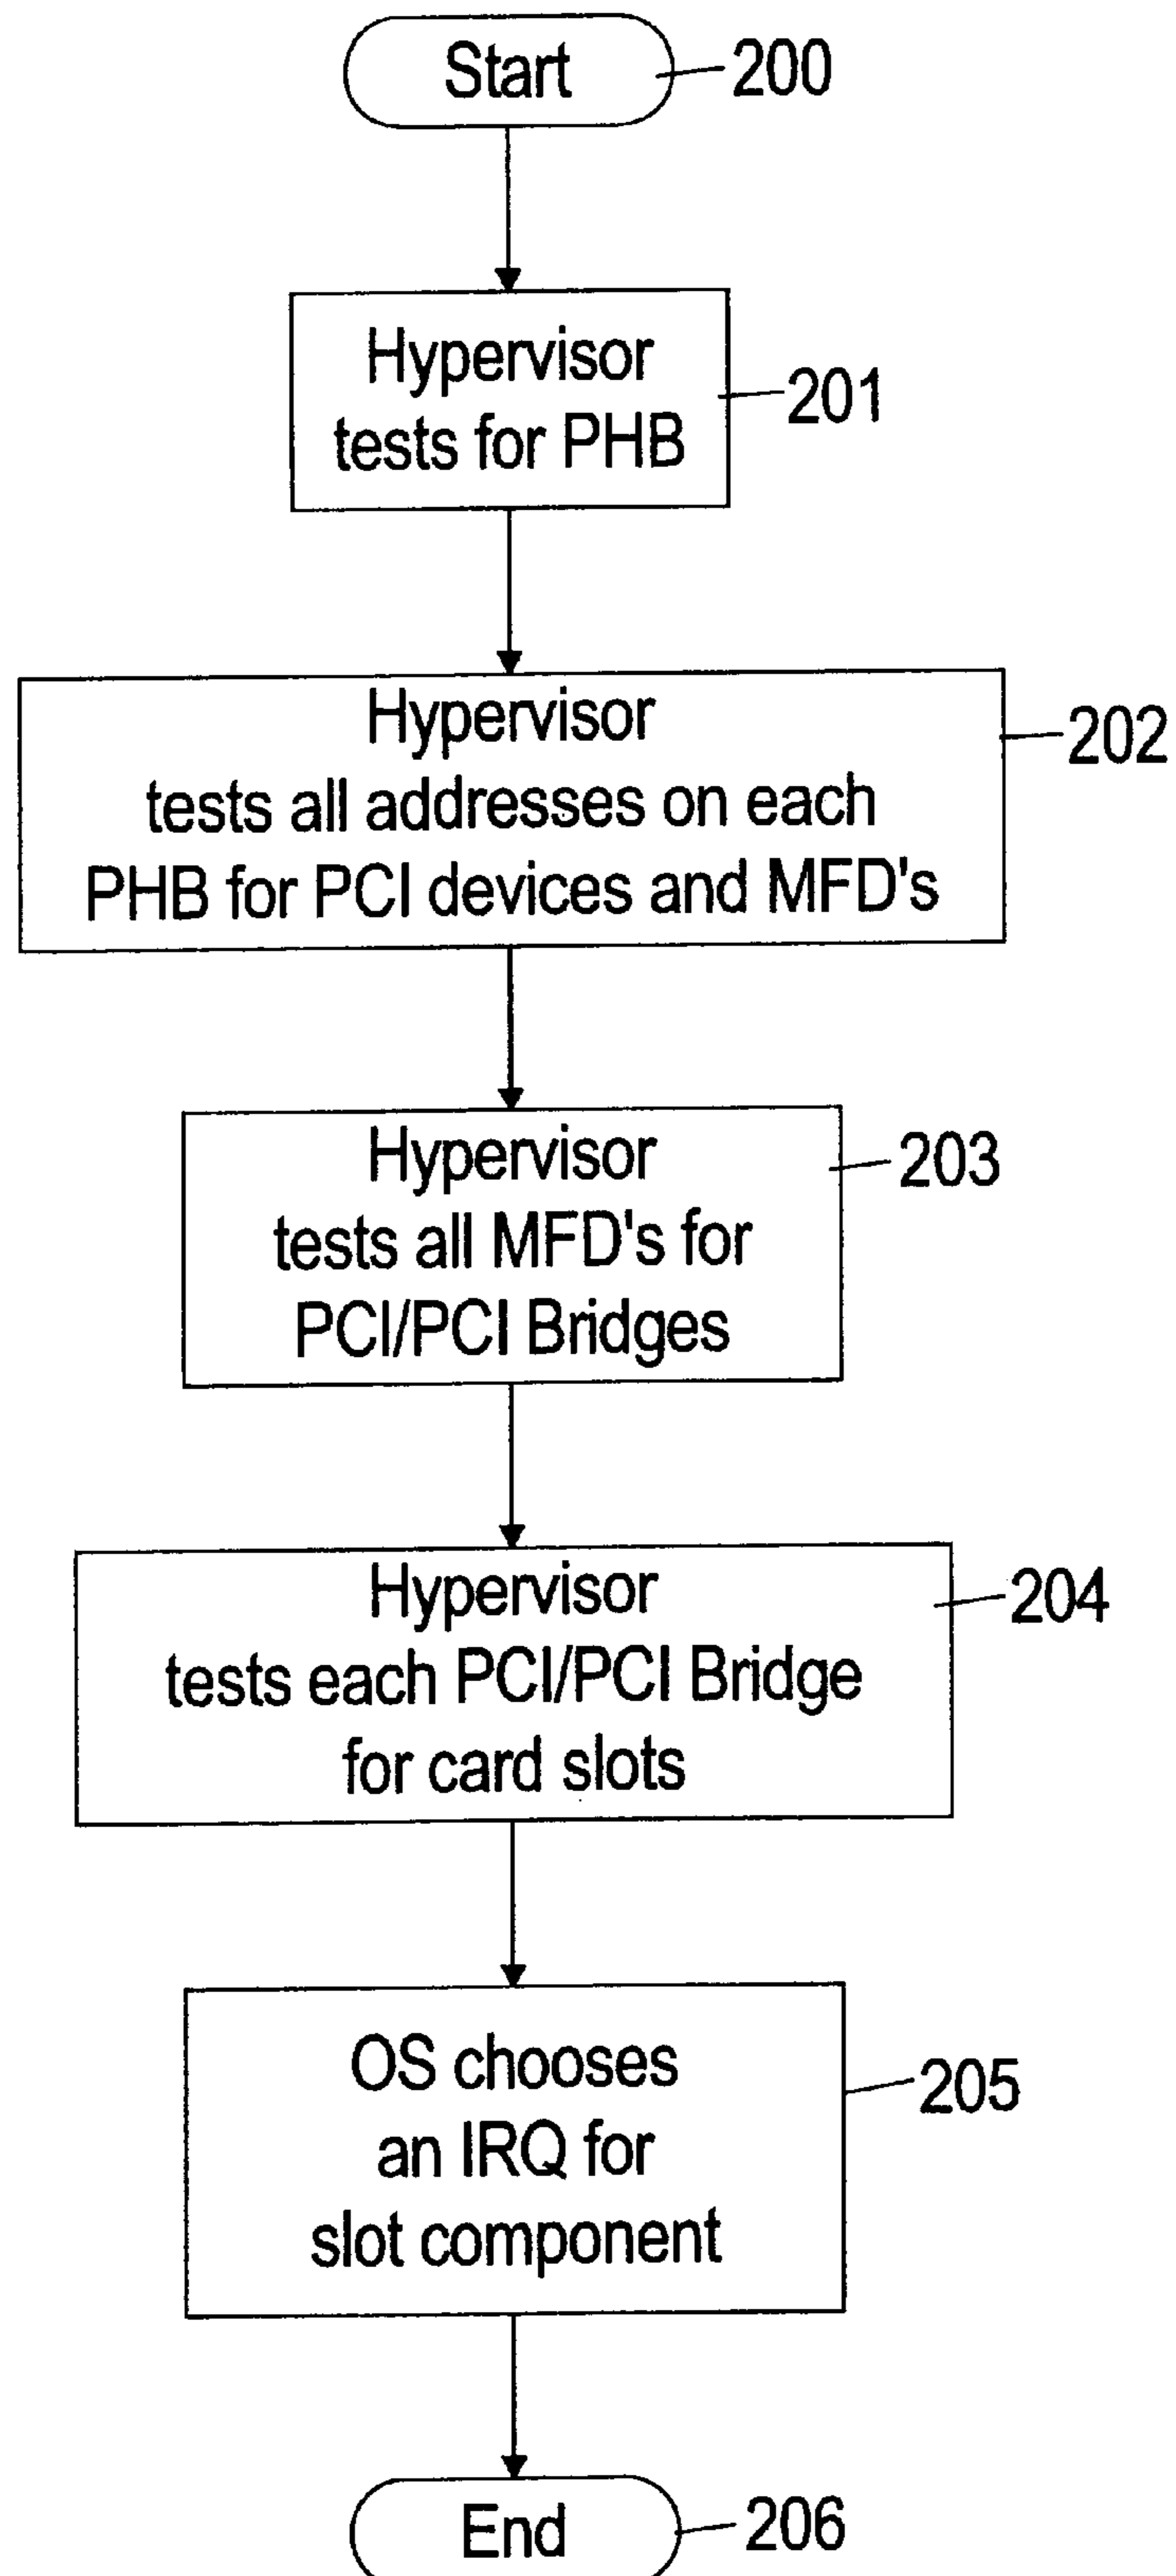 Start
200
Hypervisor
tests for PHB
201
Hypervisor
tests all addresses on each
PHB for PCI devices and MFD's
202
Hypervisor
tests all MFD's for
PCI/PCI Bridges
203
Hypervisor
tests each PCI/PCI Bridge
for card slots
204
OS chooses
an IRQ for
slot component
205
End
206